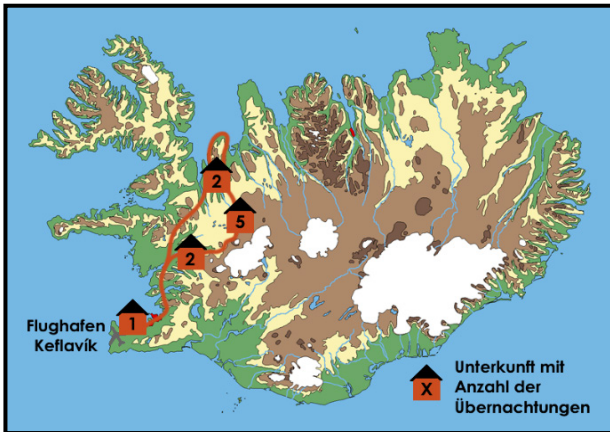 2
5
2
1
Flughafen
Keflavík
X
Unterkunft mit
Anzahl der
Übernachtungen